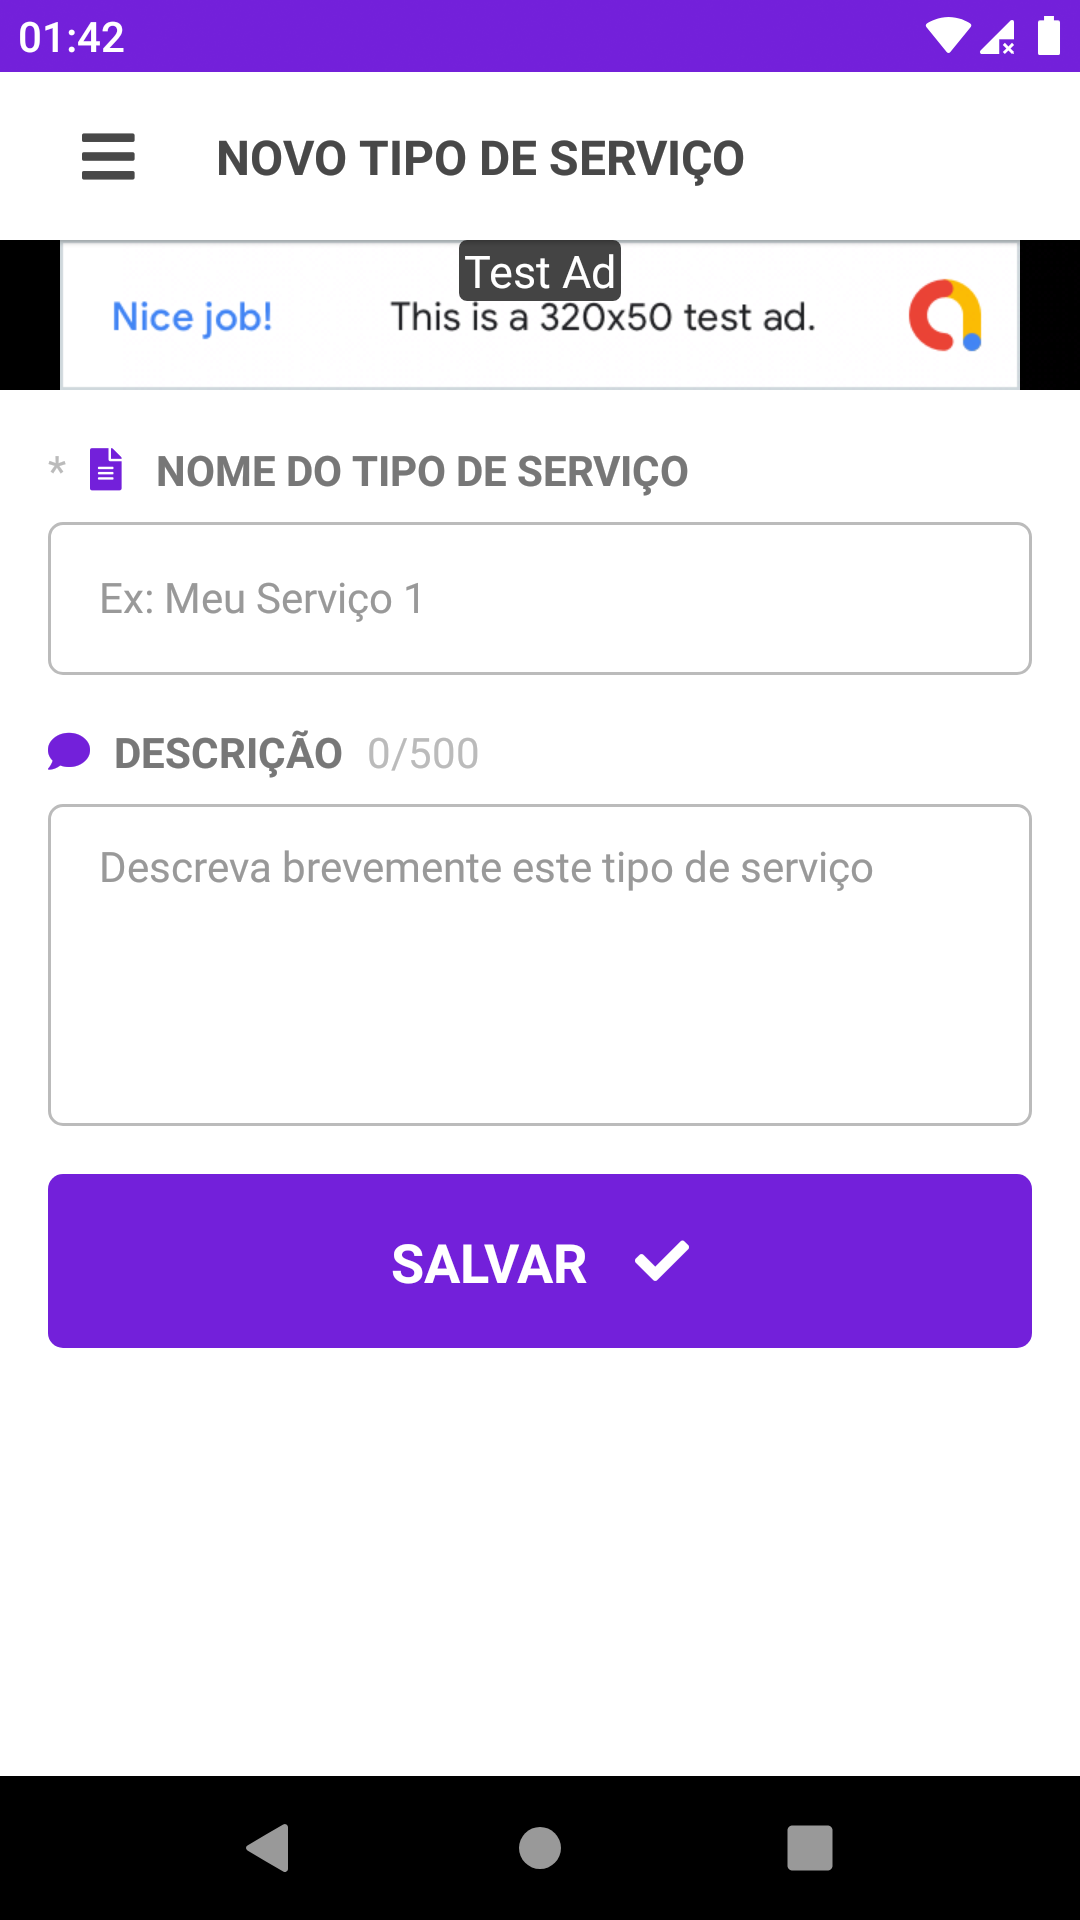 01:42
NOVO TIPO DE SERVIÇO
Test Ad
Nice job! This is a 320x50 test ad.
* NOME DO TIPO DE SERVIÇO
Ex: Meu Serviço 1
DESCRIÇÃO 0/500
Descreva brevemente este tipo de serviço
SALVAR